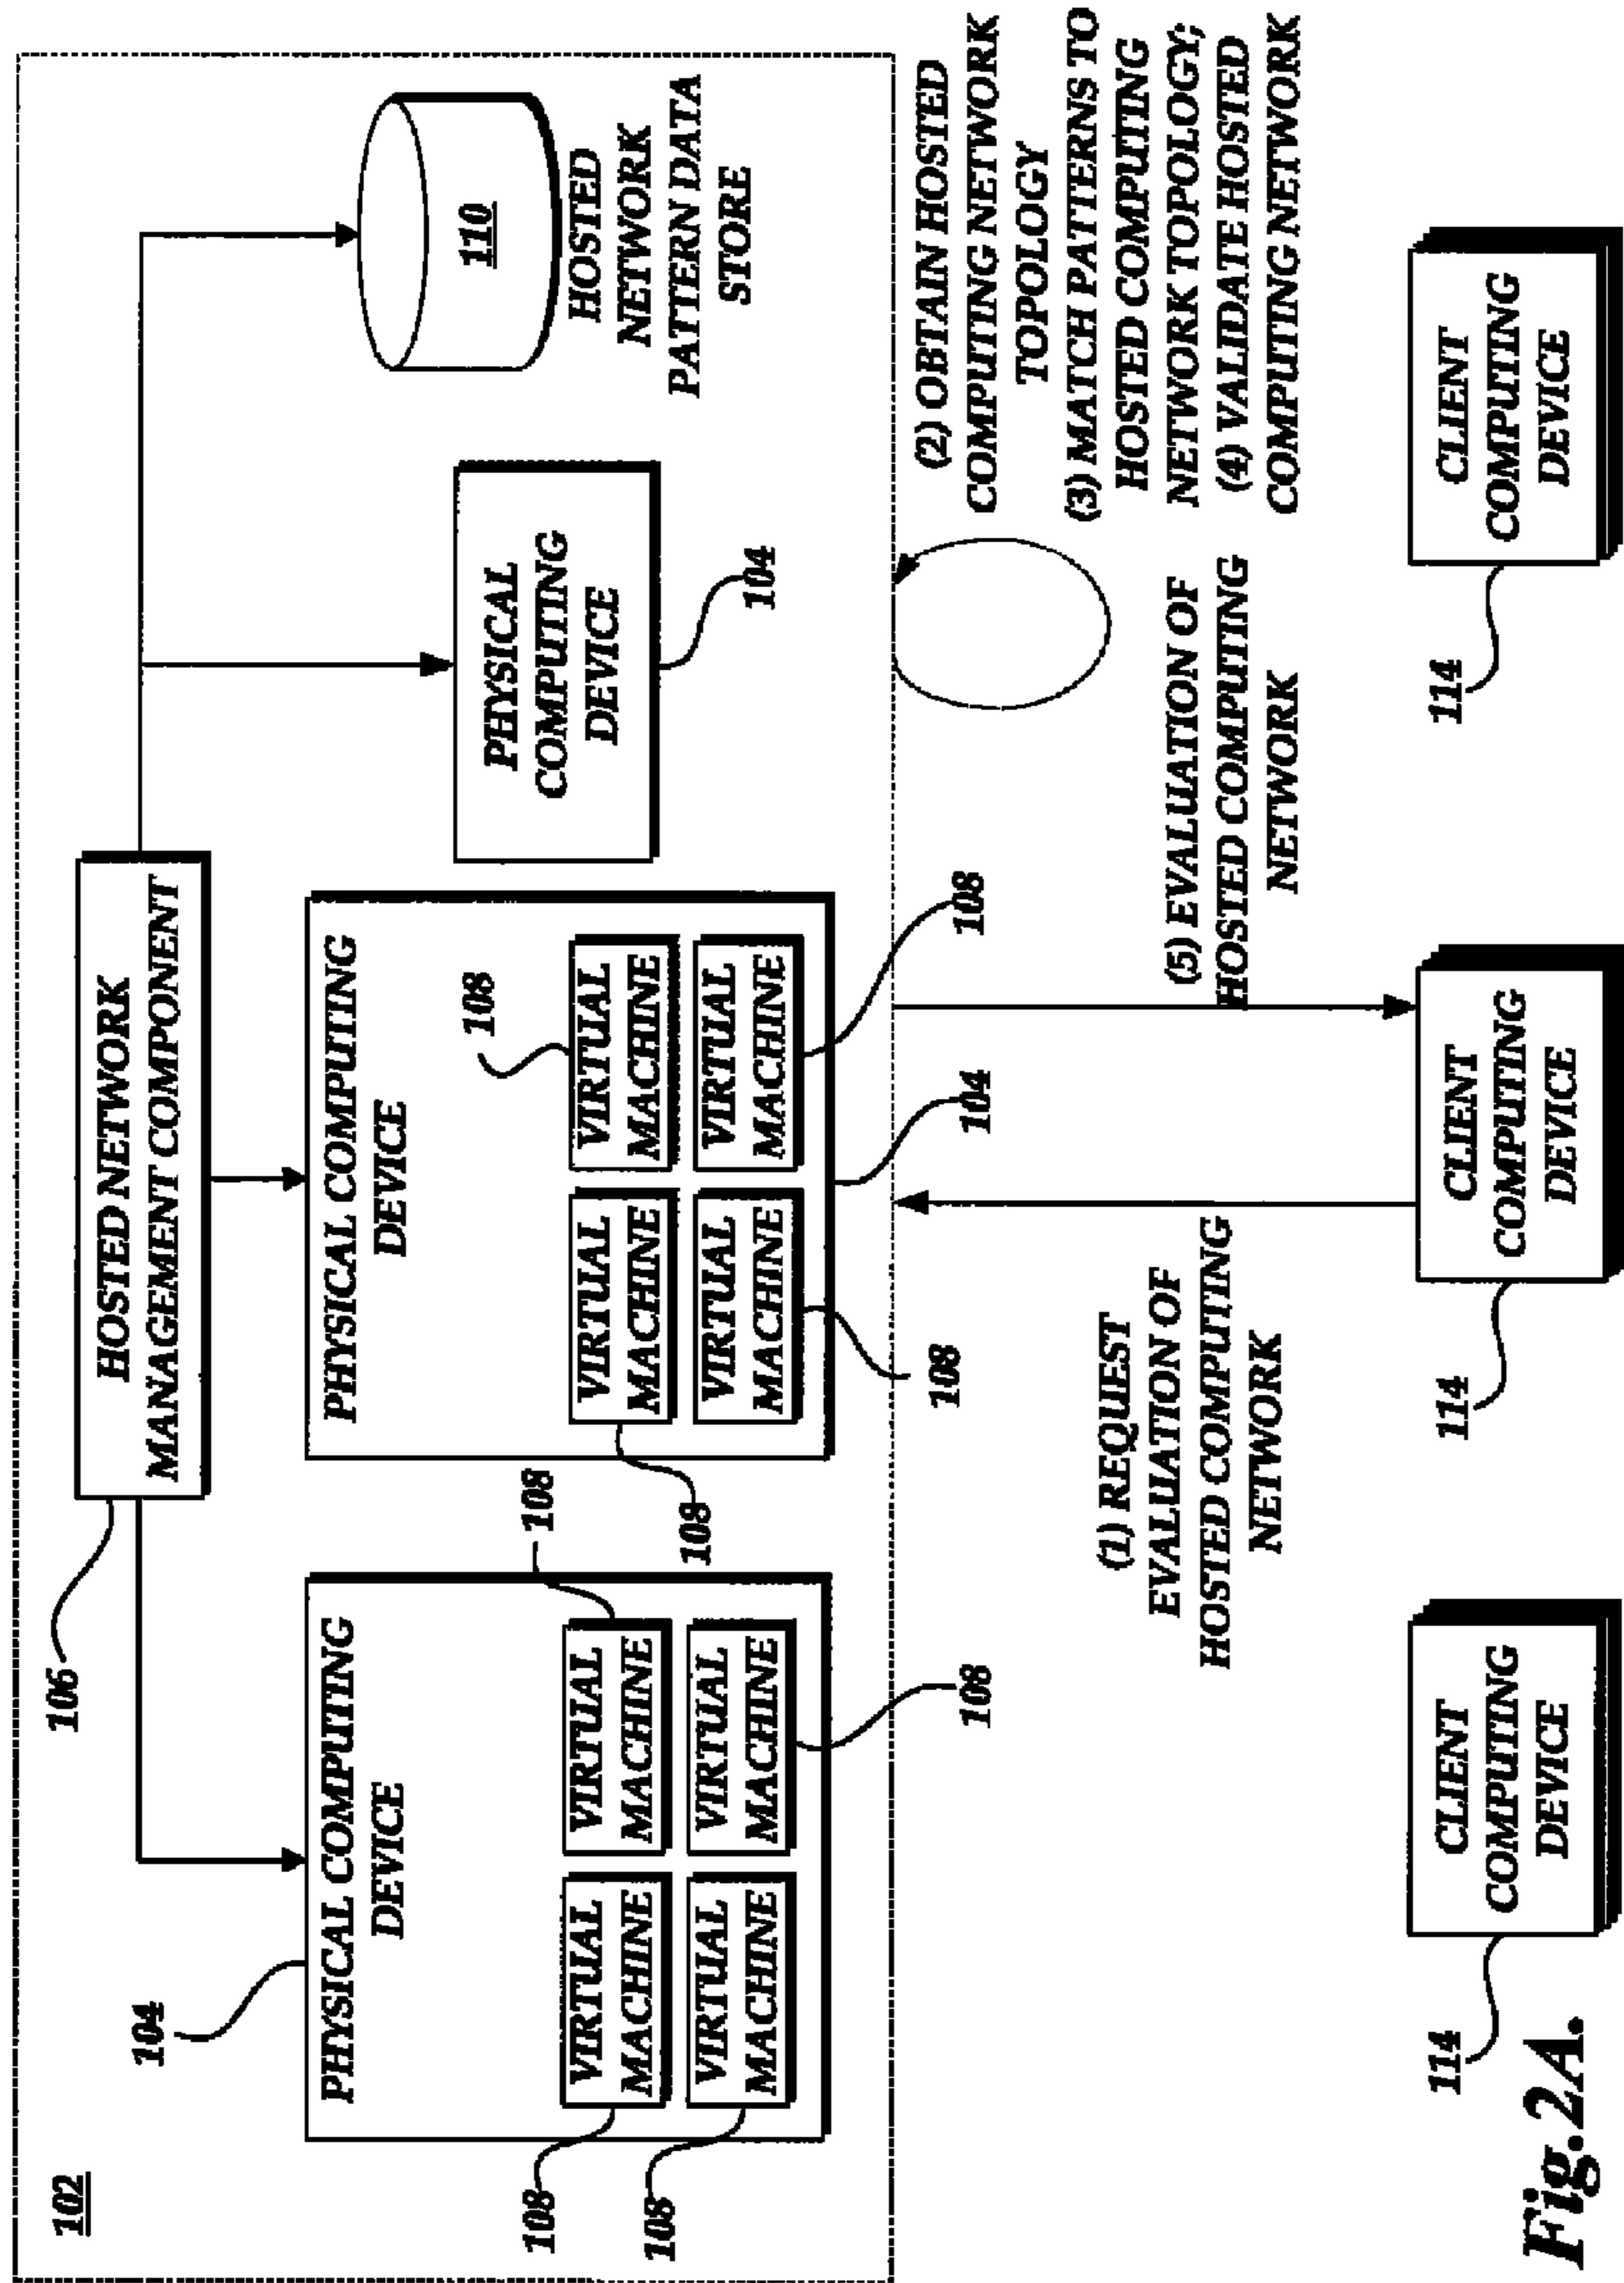 102
106
HOSTED NETWORK
MANAGEMENT COMPONENT
104
PHYSICAL COMPUTING
DEVICE
VIRTUAL
MACHINE
VIRTUAL
MACHINE
VIRTUAL
MACHINE
VIRTUAL
MACHINE
108
108
108
108
PHYSICAL COMPUTING
DEVICE
108
VIRTUAL
MACHINE
VIRTUAL
MACHINE
VIRTUAL
MACHINE
VIRTUAL
MACHINE
108
108
108
104
PHYSICAL
COMPUTING
DEVICE
104
110
HOSTED
NETWORK
PATTERN DATA
STORE
(1) REQUEST
EVALUATION OF
HOSTED COMPUTING
NETWORK
(5) EVALUATION OF
HOSTED COMPUTING
NETWORK
(2) OBTAIN HOSTED
COMPUTING NETWORK
TOPOLOGY
(3) MATCH PATTERNS TO
HOSTED COMPUTING
NETWORK TOPOLOGY;
(4) VALIDATE HOSTED
COMPUTING NETWORK
114
CLIENT
COMPUTING
DEVICE
114
CLIENT
COMPUTING
DEVICE
114
CLIENT
COMPUTING
DEVICE
Fig.2A.